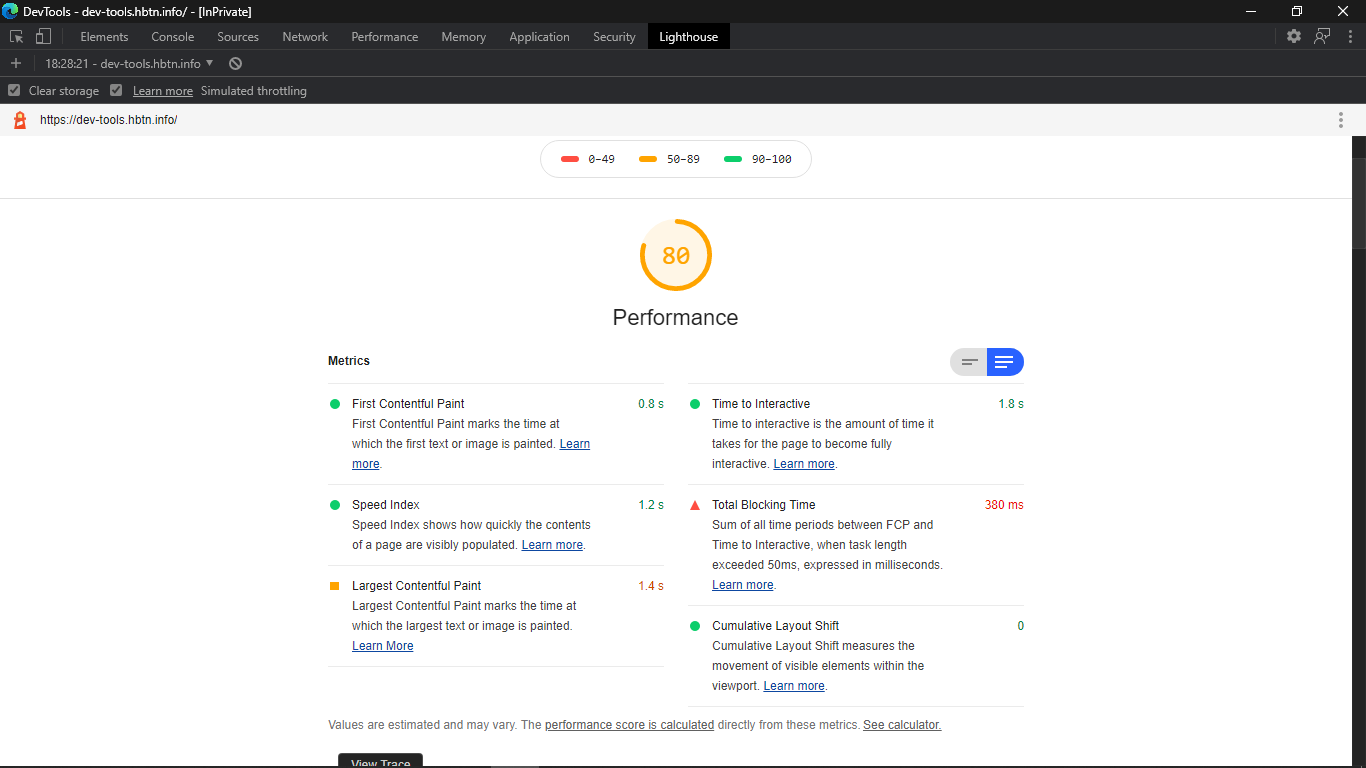 DevTools - dev-tools.hbtn.info/ - [InPrivate]
Elements Console Sources Network Performance Memory Application Security Lighthouse
18:28:21 - dev-tools.hbtn.info
Clear storage Learn more Simulated throttling
https://dev-tools.hbtn.info/
0–49 50–89 90–100
80
Performance
Metrics
First Contentful Paint 0.8 s
First Contentful Paint marks the time at
which the first text or image is painted. Learn
more.
Speed Index 1.2 s
Speed Index shows how quickly the contents
of a page are visibly populated. Learn more.
Largest Contentful Paint 1.4 s
Largest Contentful Paint marks the time at
which the largest text or image is painted.
Learn More
Time to Interactive 1.8 s
Time to interactive is the amount of time it
takes for the page to become fully
interactive. Learn more.
Total Blocking Time 380 ms
Sum of all time periods between FCP and
Time to Interactive, when task length
exceeded 50ms, expressed in milliseconds.
Learn more.
Cumulative Layout Shift 0
Cumulative Layout Shift measures the
movement of visible elements within the
viewport. Learn more.
Values are estimated and may vary. The performance score is calculated directly from these metrics. See calculator.
View Trace